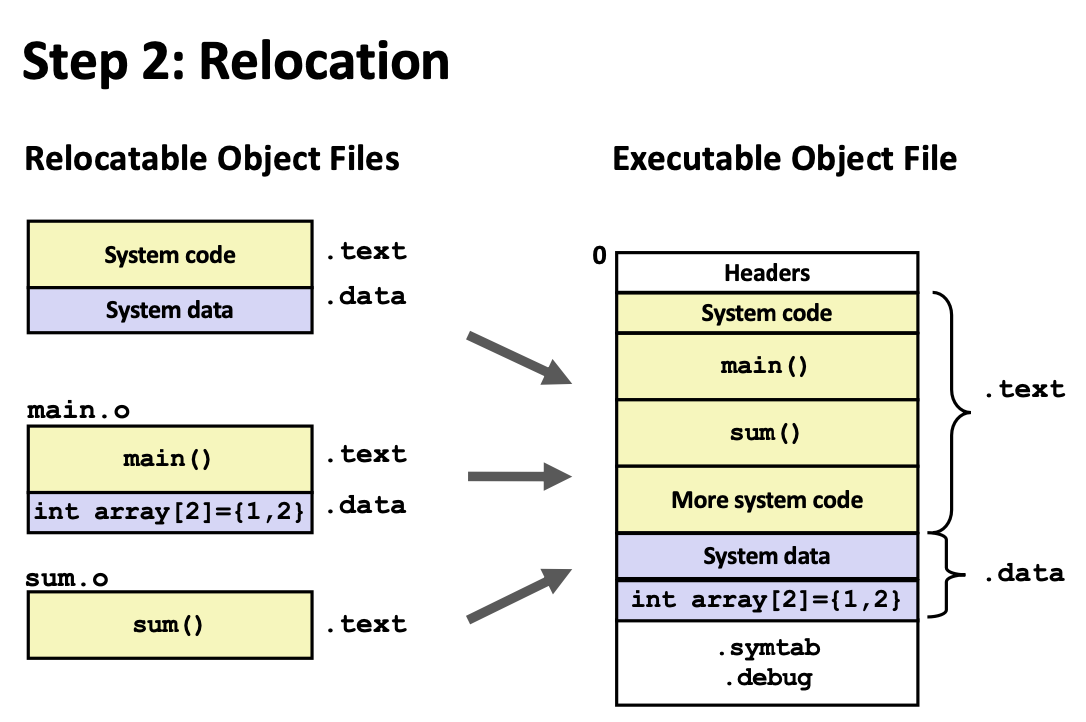 Step 2: Relocation
Relocatable Object Files
System code
.text
System data
.data
main.o
main()
.text
int array[2]={1,2}
.data
sum.o
sum()
.text
Executable Object File
0
Headers
System code
main()
sum()
More system code
.text
System data
int array[2]={1,2}
.data
.symtab
.debug